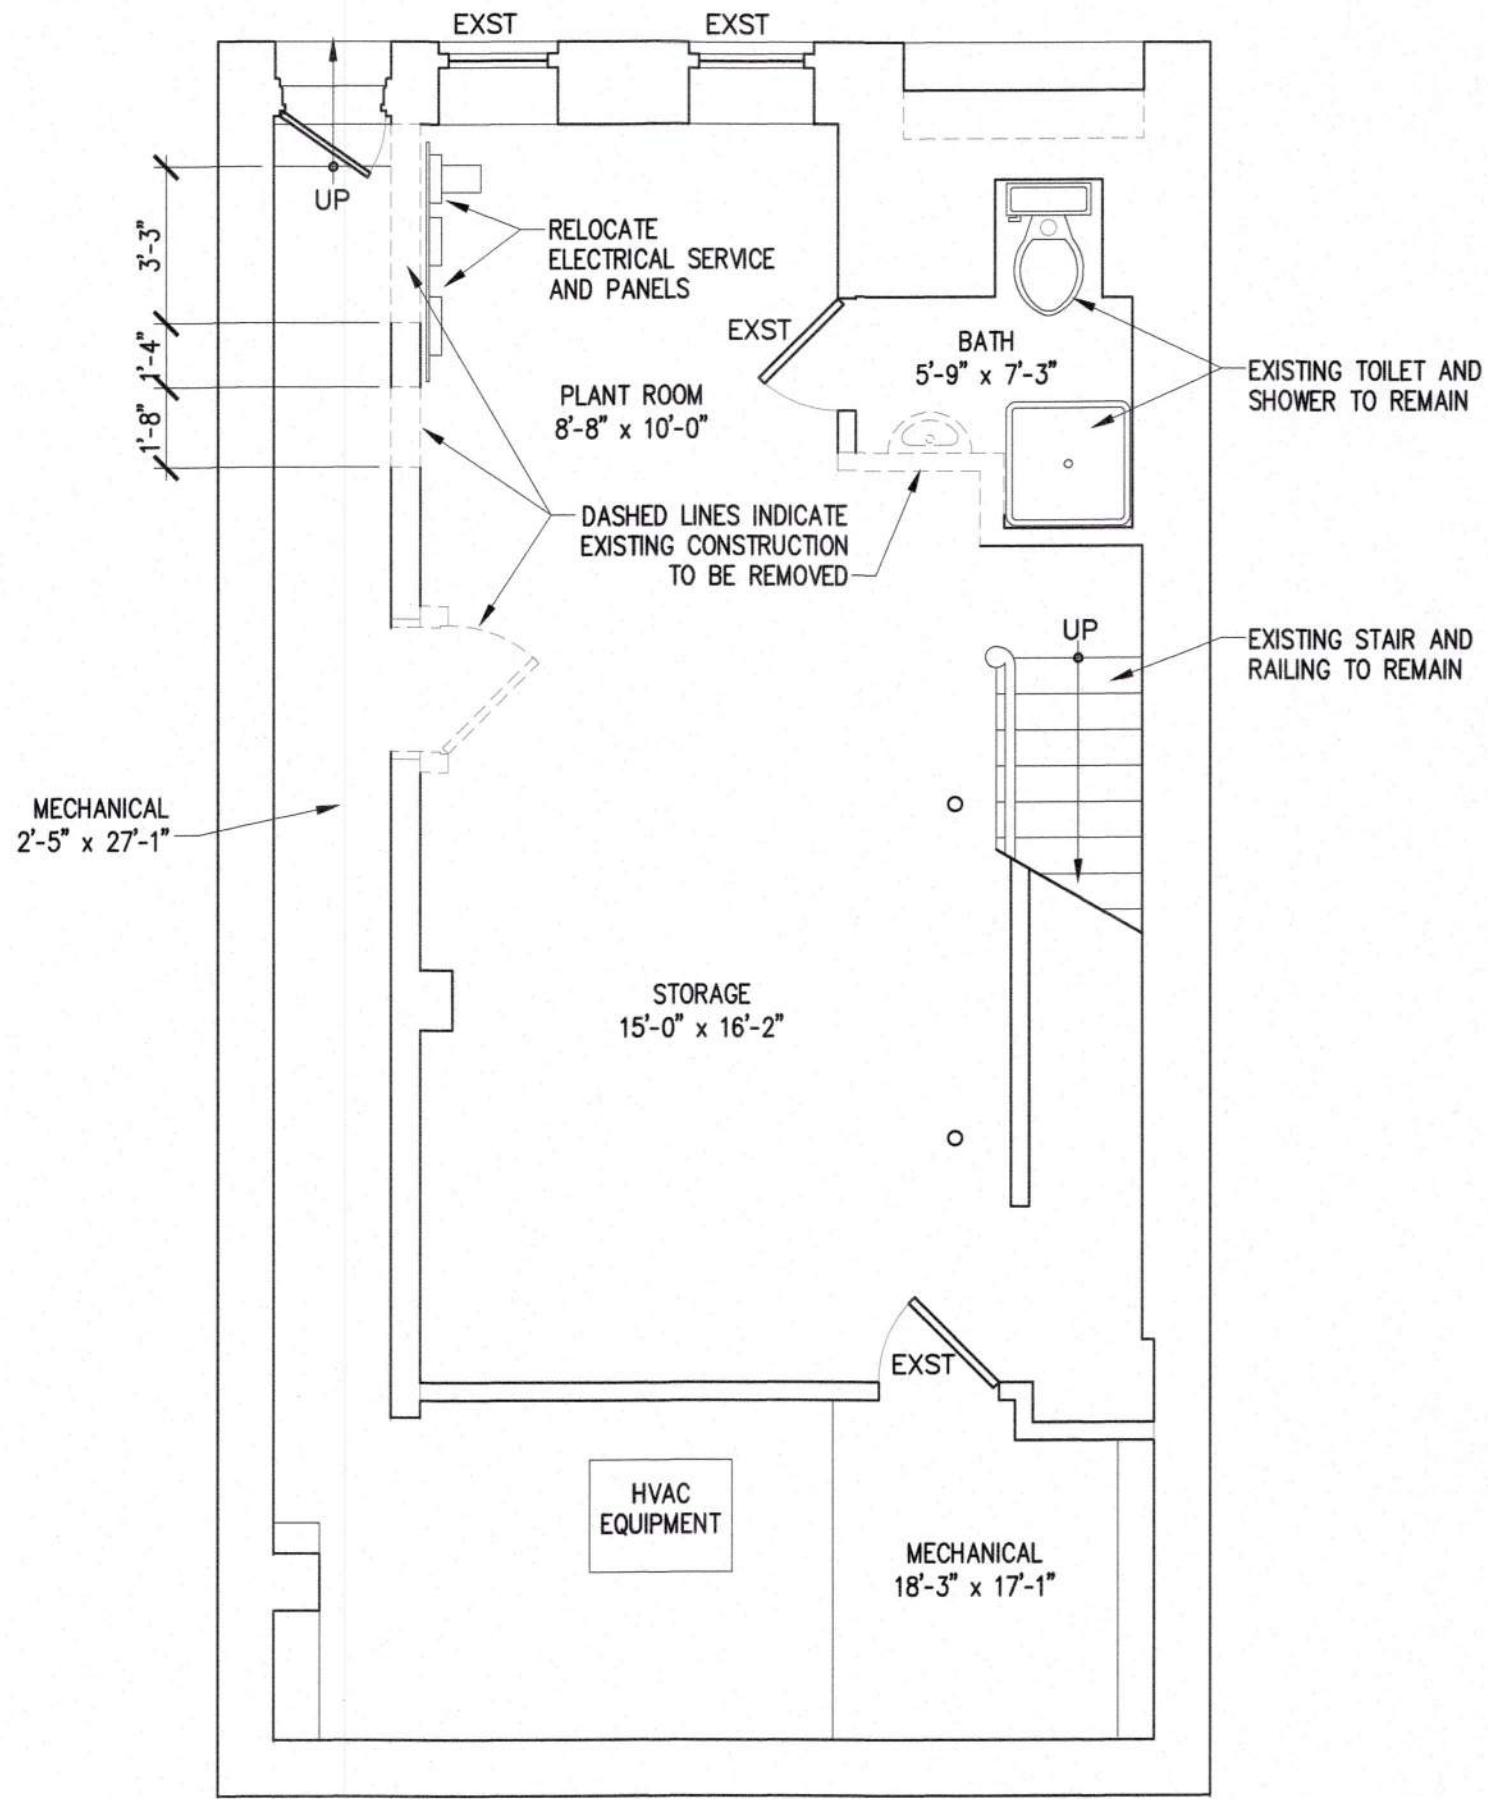 EXST
EXST
UP
3'-3"
1'-4"
1'-8"
RELOCATE
ELECTRICAL SERVICE
AND PANELS
EXST
BATH
5'-9" x 7'-3"
EXISTING TOILET AND
SHOWER TO REMAIN
PLANT ROOM
8'-8" x 10'-0"
DASHED LINES INDICATE
EXISTING CONSTRUCTION
TO BE REMOVED
UP
EXISTING STAIR AND
RAILING TO REMAIN
MECHANICAL
2'-5" x 27'-1"
STORAGE
15'-0" x 16'-2"
EXST
HVAC
EQUIPMENT
MECHANICAL
18'-3" x 17'-1"